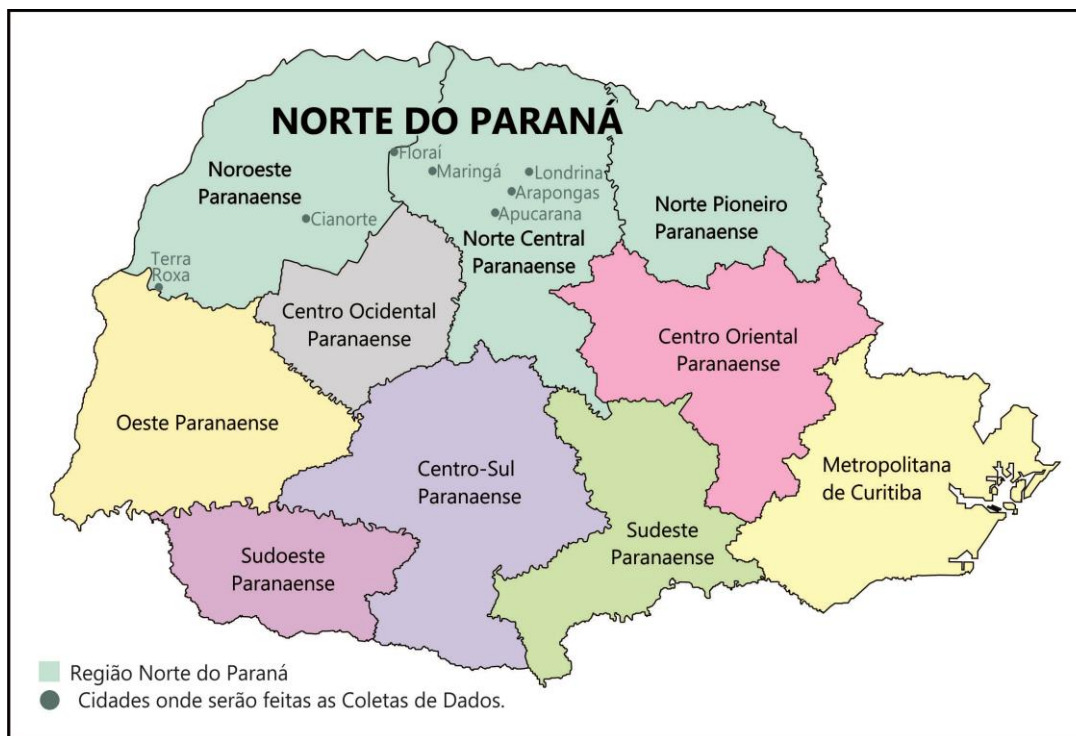 NORTE DO PARANÁ
Floraí
Maringá
Londrina
Arapongas
Apucarana
Noroeste
Paranaense
Cianorte
Terra
Roxa
Norte Pioneiro
Paranaense
Norte Central
Paranaense
Centro Ocidental
Paranaense
Centro Oriental
Paranaense
Oeste Paranaense
Centro-Sul
Paranaense
Metropolitana
de Curitiba
Sudeste
Paranaense
Sudoeste
Paranaense
Região Norte do Paraná
Cidades onde serão feitas as Coletas de Dados.